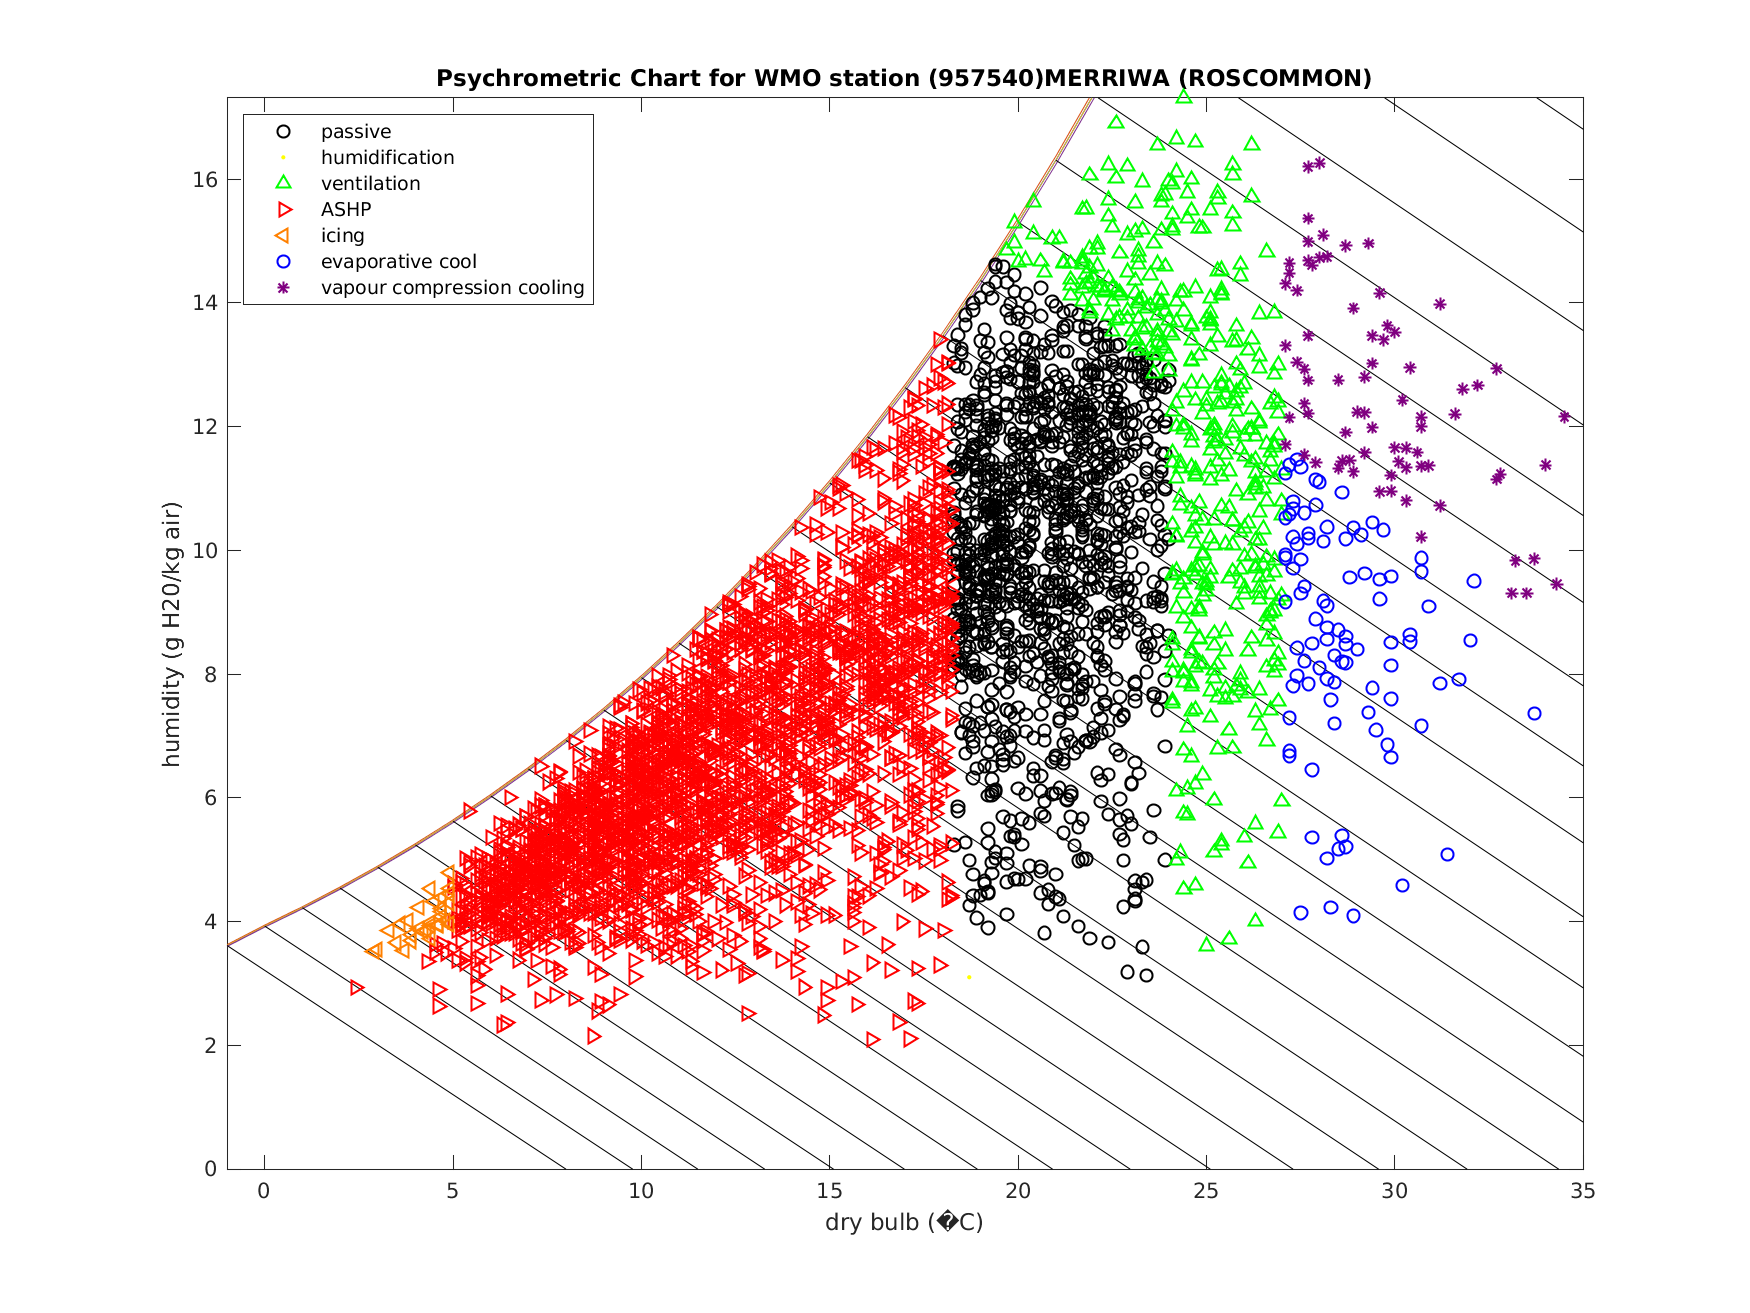 Psychrometric Chart for WMO station (957540)MERRIWA (ROSCOMMON)
passive
humidification
ventilation
ASHP
icing
evaporative cool
vapour compression cooling
humidity (g H20/kg air)
16
14
12
10
8
6
4
2
0
0 5 10 15 20 25 30 35
dry bulb (�C)